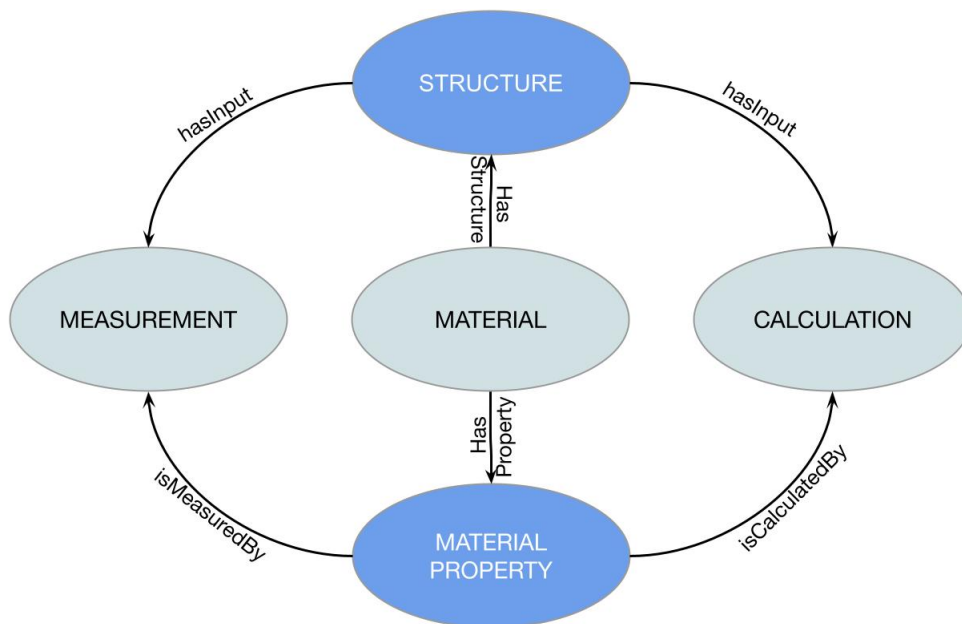 STRUCTURE
hasInput
hasInput
Has
Structure
MEASUREMENT
MATERIAL
CALCULATION
Has
Property
isMeasuredBy
isCalculatedBy
MATERIAL
PROPERTY